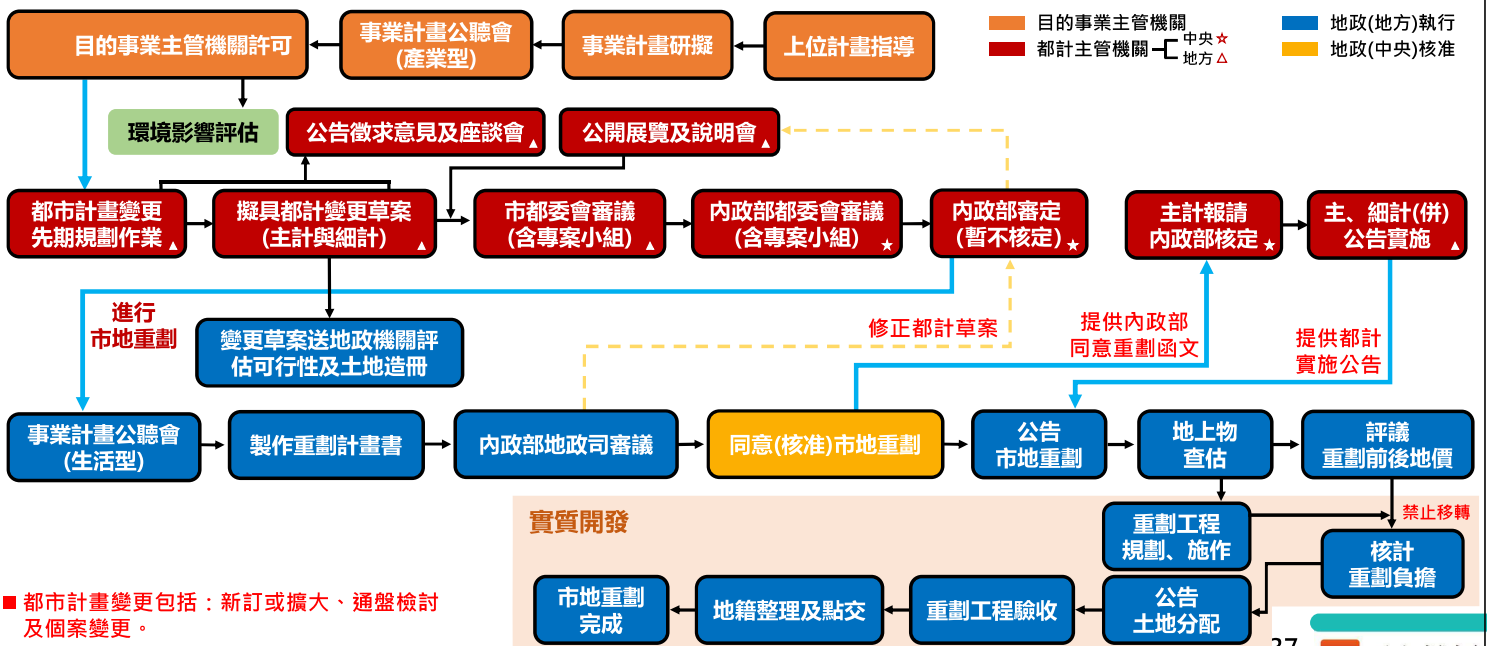 目的事業主管機關許可
事業計畫公聽會
(產業型)
事業計畫研擬
上位計畫指導
目的事業主管機關
都計主管機關
中央☆
地方△
地政(地方)執行
地政(中央)核准
環境影響評估
公告徵求意見及座談會
▲
公開展覽及說明會
▲
都市計畫變更
先期規劃作業▲
擬具都計變更草案
(主計與細計) ▲
市都委會審議
(含專案小組) ▲
內政部都委會審議
(含專案小組) ★
內政部審定
(暫不核定) ★
主計報請
內政部核定★
主、細計(併)
公告實施 ▲
進行
市地重劃
變更草案送地政機關評
估可行性及土地造冊
修正都計草案
提供內政部
同意重劃函文
提供都計
實施公告
事業計畫公聽會
(生活型)
製作重劃計畫書
內政部地政司審議
同意(核准)市地重劃
公告
市地重劃
地上物
查估
評議
重劃前後地價
實質開發
重劃工程
規劃、施作
禁止移轉
核計
重劃負擔
公告
土地分配
重劃工程驗收
地籍整理及點交
市地重劃
完成
■ 都市計畫變更包括：新訂或擴大、通盤檢討
及個案變更。
37